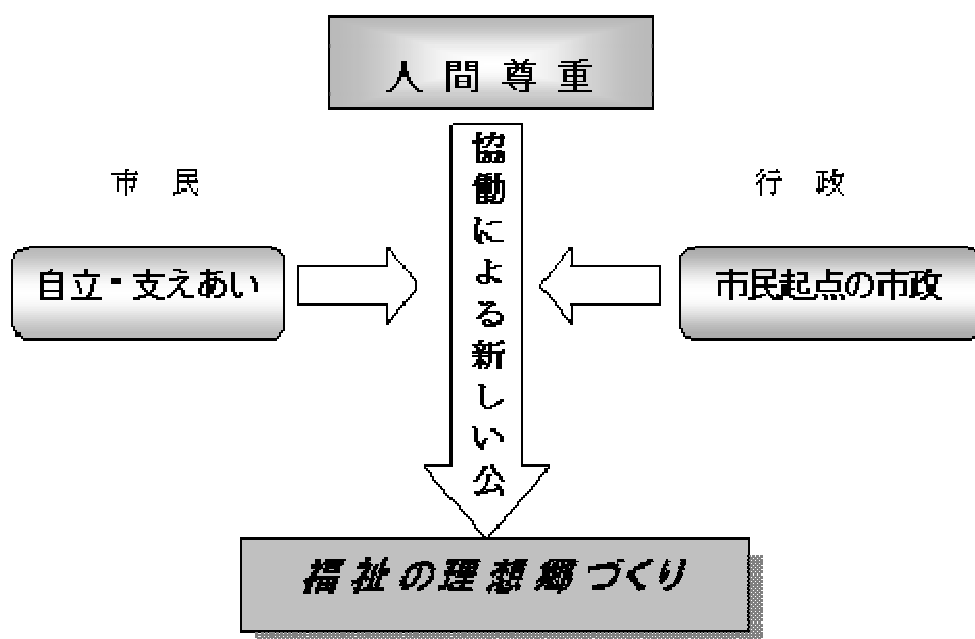 人間尊重
市民
行政
協働による新しい公
自立・支えあい
市民起点の市政
福祉の理想郷づくり